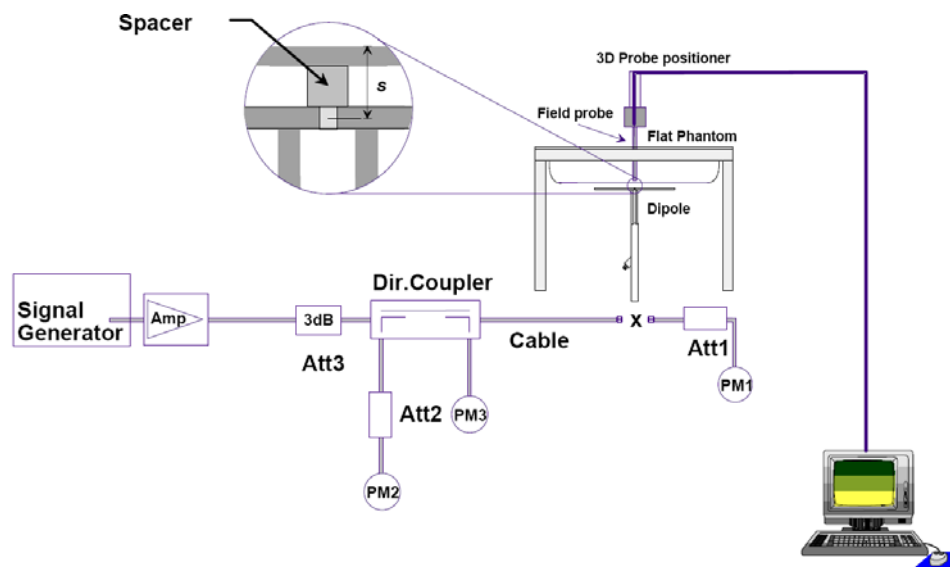 Spacer
s
3D Probe positioner
Field probe
Flat Phantom
Dipole
Dir.Coupler
Signal
Generator
Amp
3dB
Att3
Cable
x
Att1
PM1
Att2
PM3
PM2